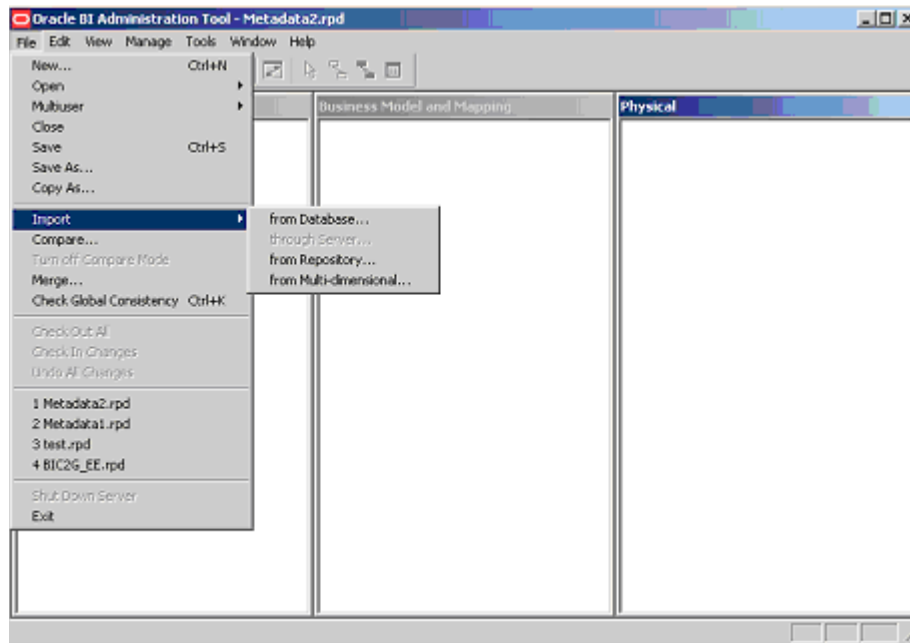 Oracle BI Administration Tool - Metadata2.rpd
File Edit View Manage Tools Window Help
New... Ctrl+N
Open
Multiuser
Close
Save Ctrl+S
Save As...
Copy As...
Import
Compare...
Turn off Compare Mode
Merge...
Check Global Consistency Ctrl+K
Check Out All
Check In Changes
Undo All Changes
1 Metadata2.rpd
2 Metadata1.rpd
3 test.rpd
4 BIC2G_EE.rpd
Shut Down Server
Exit
from Database...
through Server...
from Repository...
from Multi-dimensional...
Business Model and Mapping
Physical